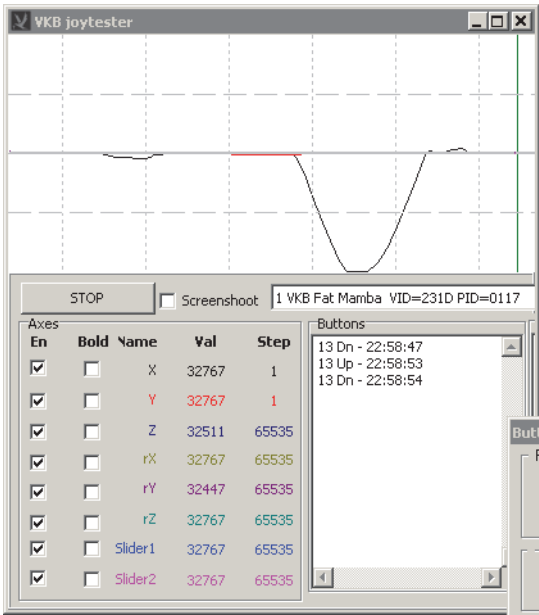 VKB joytester
STOP
Screenshoot
1 VKB Fat Mamba VID=231D PID=0117
Axes
En Bold Name Val Step
X 32767 1
Y 32767 1
Z 32511 65535
rX 32767 65535
rY 32447 65535
rZ 32767 65535
Slider1 32767 65535
Slider2 32767 65535
Buttons
13 Dn - 22:58:47
13 Up - 22:58:53
13 Dn - 22:58:54